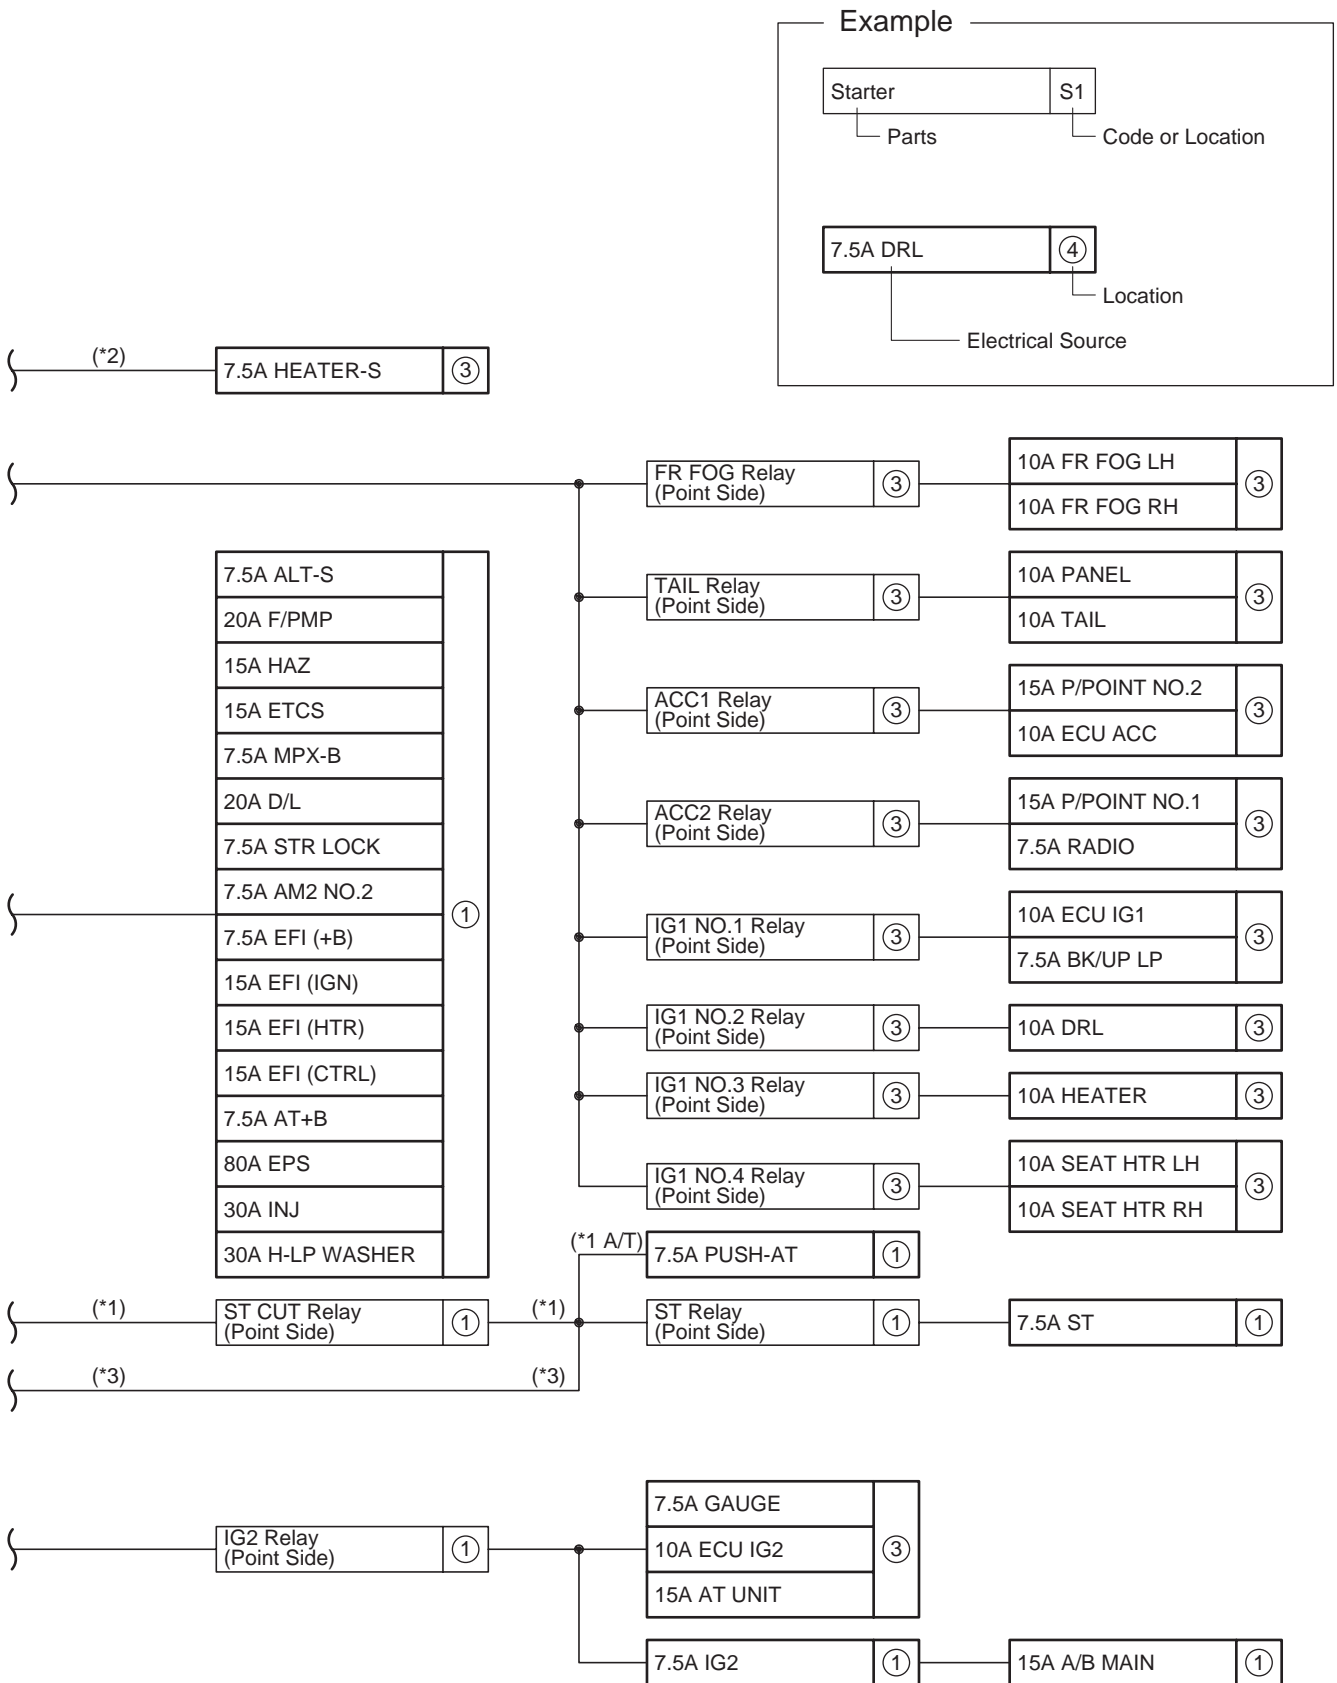 Example
Starter S1
Parts Code or Location
7.5A DRL 4
Location
Electrical Source
(*2) 7.5A HEATER-S 3
FR FOG Relay
(Point Side) 3
10A FR FOG LH
10A FR FOG RH
3
7.5A ALT-S
20A F/PMP
15A HAZ
15A ETCS
7.5A MPX-B
20A D/L
7.5A STR LOCK
7.5A AM2 NO.2
7.5A EFI (+B)
15A EFI (IGN)
15A EFI (HTR)
15A EFI (CTRL)
7.5A AT+B
80A EPS
30A INJ
30A H-LP WASHER
1
TAIL Relay
(Point Side) 3
10A PANEL
10A TAIL
3
ACC1 Relay
(Point Side) 3
15A P/POINT NO.2
10A ECU ACC
3
ACC2 Relay
(Point Side) 3
15A P/POINT NO.1
7.5A RADIO
3
IG1 NO.1 Relay
(Point Side) 3
10A ECU IG1
7.5A BK/UP LP
3
IG1 NO.2 Relay
(Point Side) 3
10A DRL 3
IG1 NO.3 Relay
(Point Side) 3
10A HEATER 3
IG1 NO.4 Relay
(Point Side) 3
10A SEAT HTR LH
10A SEAT HTR RH
3
(*1 A/T) 7.5A PUSH-AT 1
(*1) ST CUT Relay
(Point Side) 1 (*1)
ST Relay
(Point Side) 1
7.5A ST 1
(*3) (*3)
IG2 Relay
(Point Side) 1
7.5A GAUGE
10A ECU IG2
15A AT UNIT
3
7.5A IG2 1 15A A/B MAIN 1